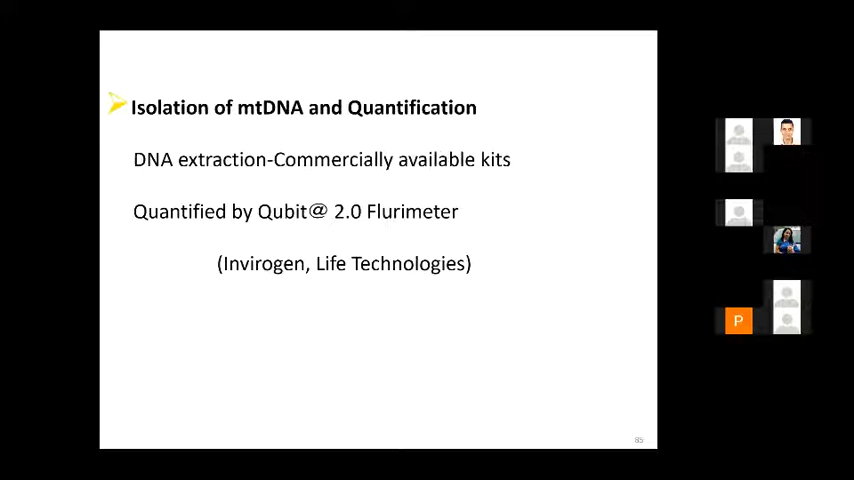 Isolation of mtDNA and Quantification
DNA extraction-Commercially available kits
Quantified by Qubit@ 2.0 Flurimeter
(Invirogen, Life Technologies)
P
85